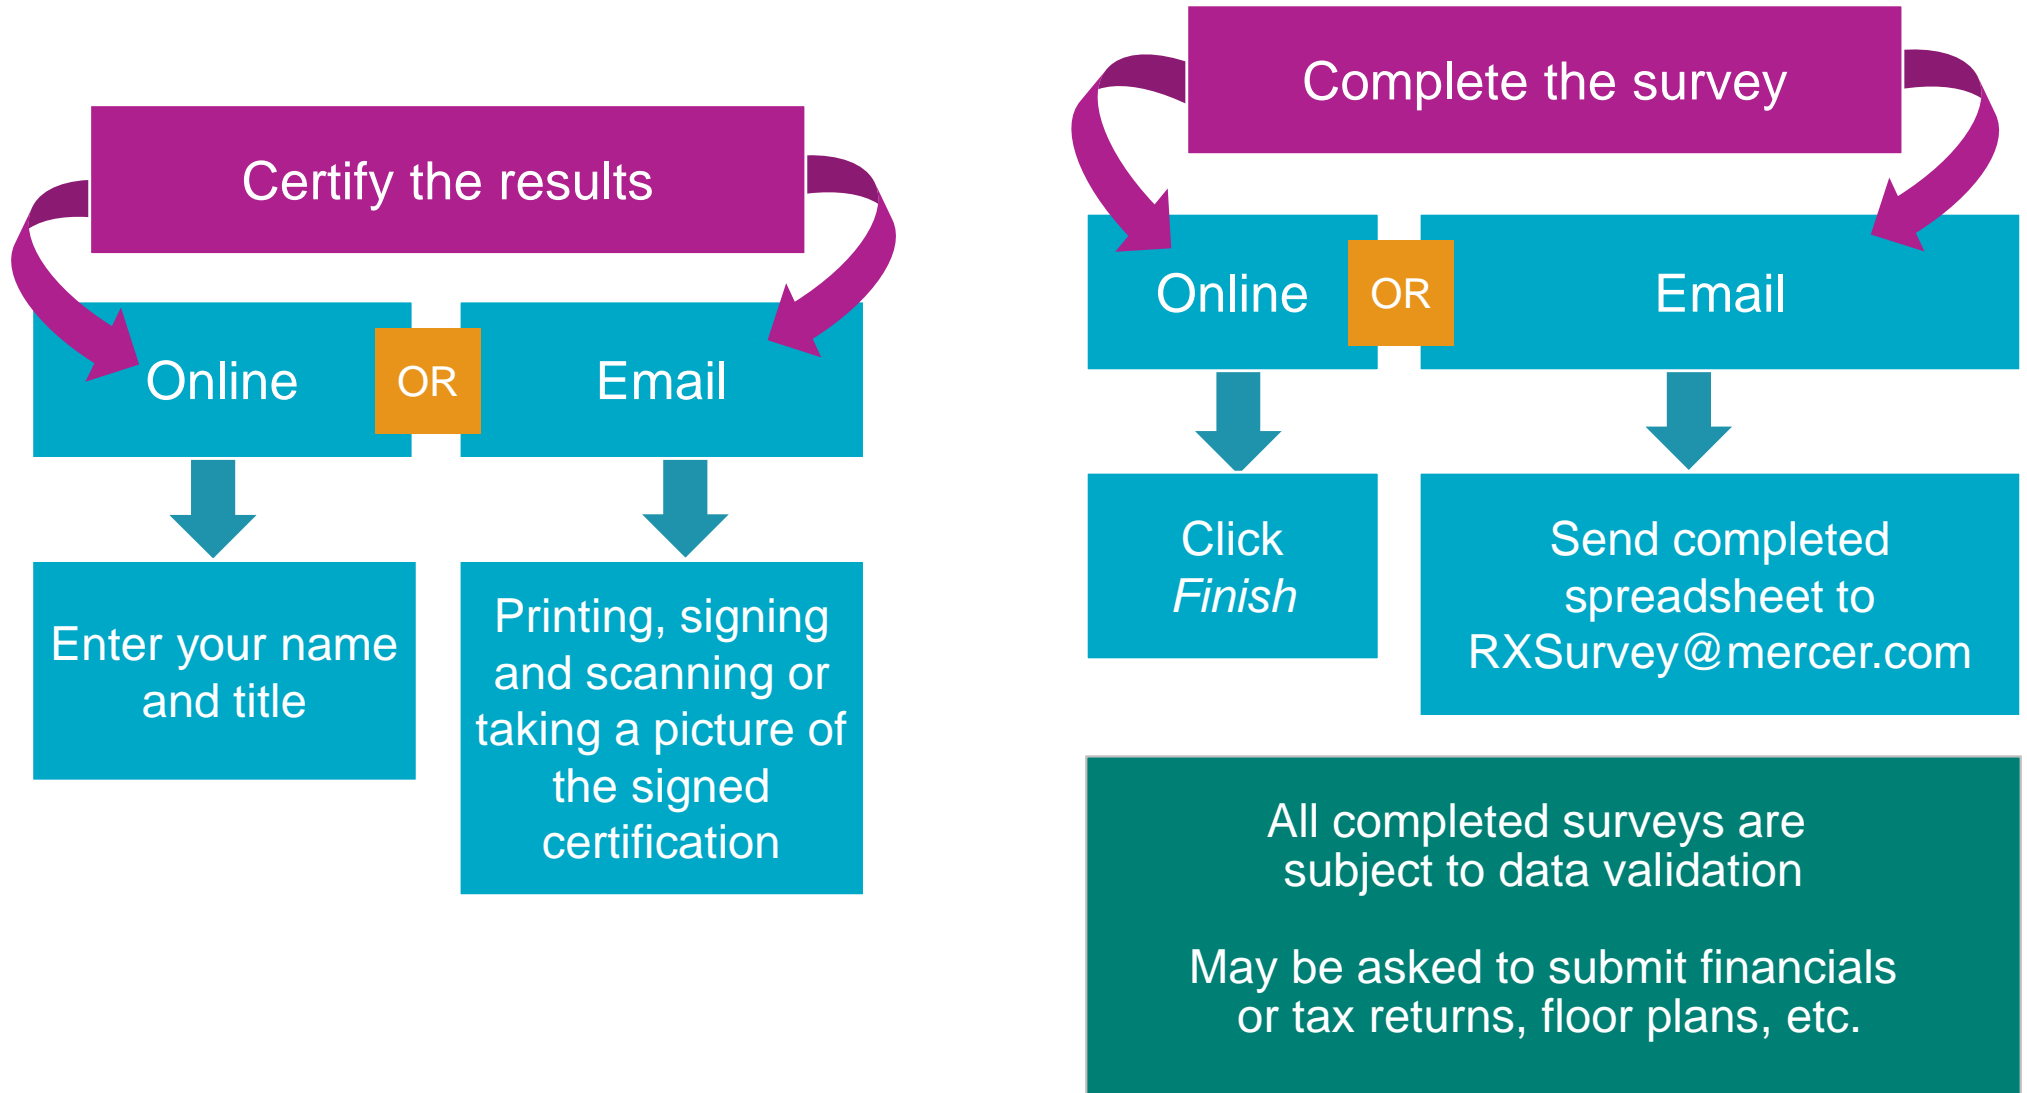 Certify the results
Online
OR
Email
Enter your name
and title
Printing, signing
and scanning or
taking a picture of
the signed
certification
Complete the survey
Online
OR
Email
Click
Finish
Send completed
spreadsheet to
RXSurvey@mercer.com
All completed surveys are
subject to data validation
May be asked to submit financials
or tax returns, floor plans, etc.